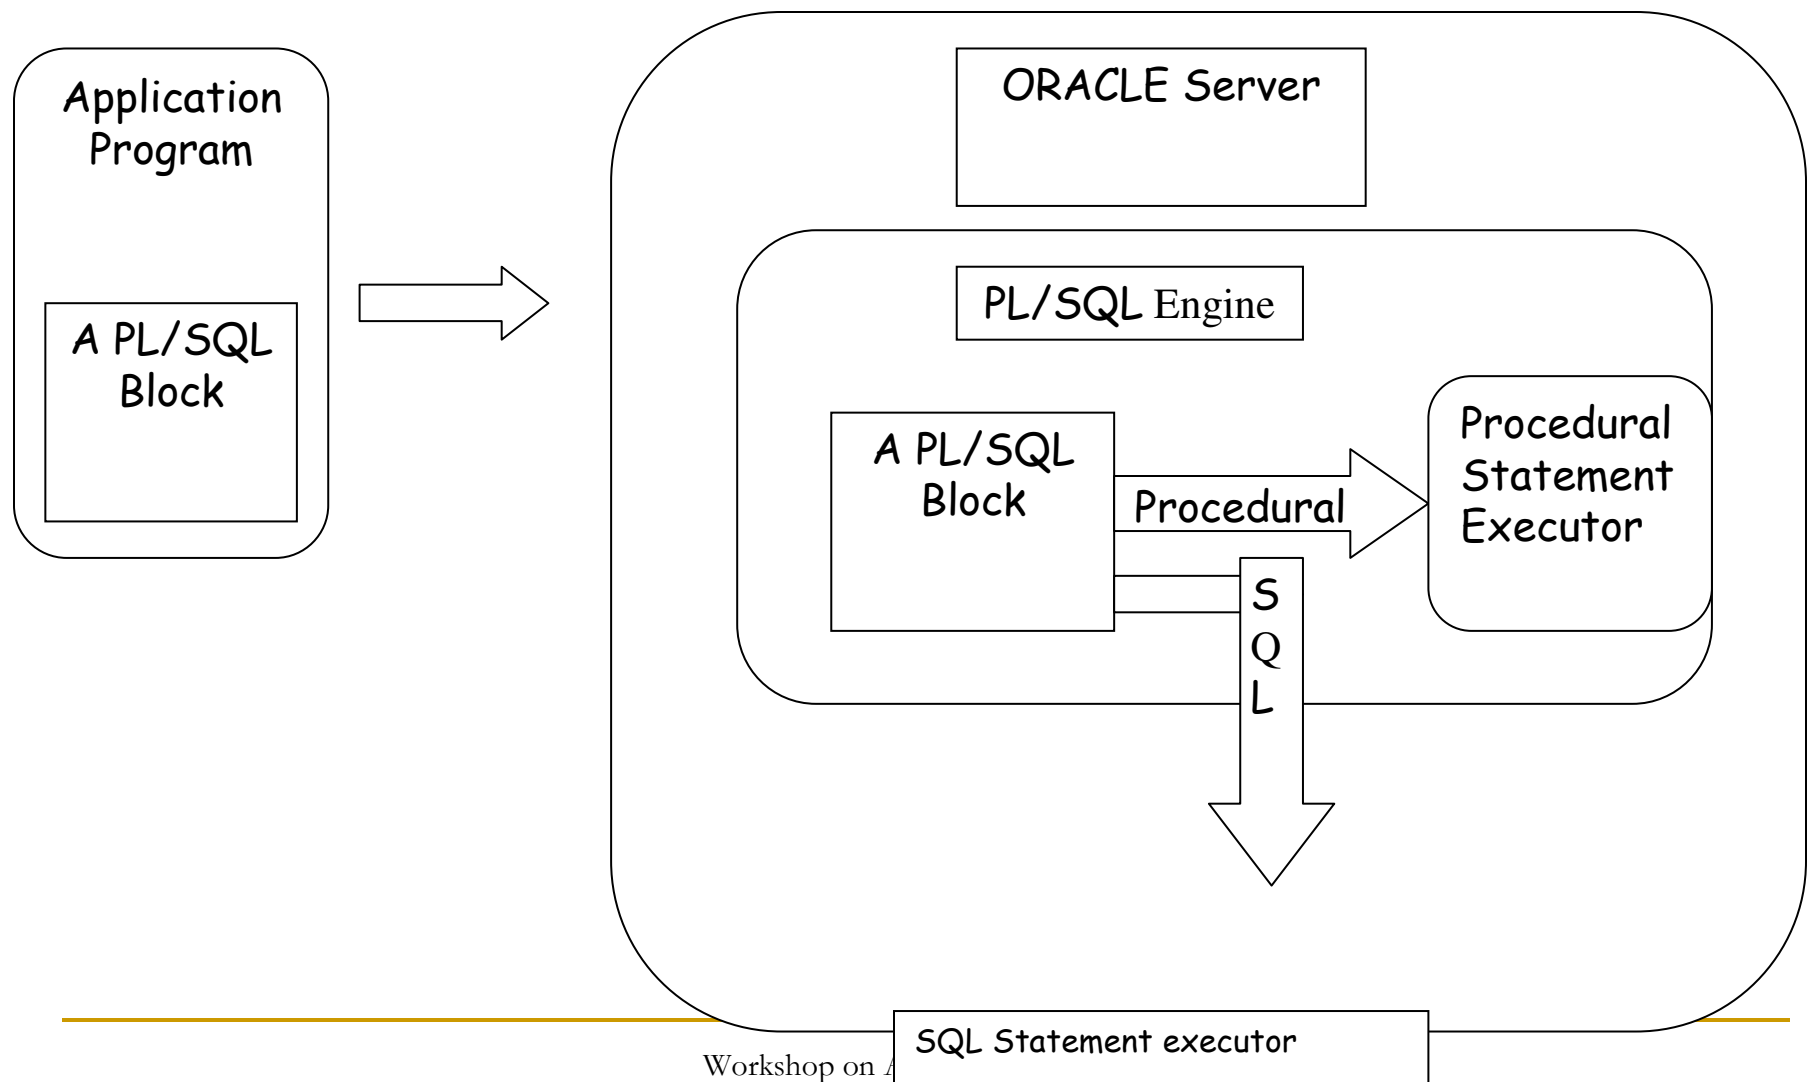 Application
Program
A PL/SQL
Block
ORACLE Server
PL/SQL Engine
A PL/SQL
Block
Procedural
Procedural
Statement
Executor
S
Q
L
SQL Statement executor
Workshop on